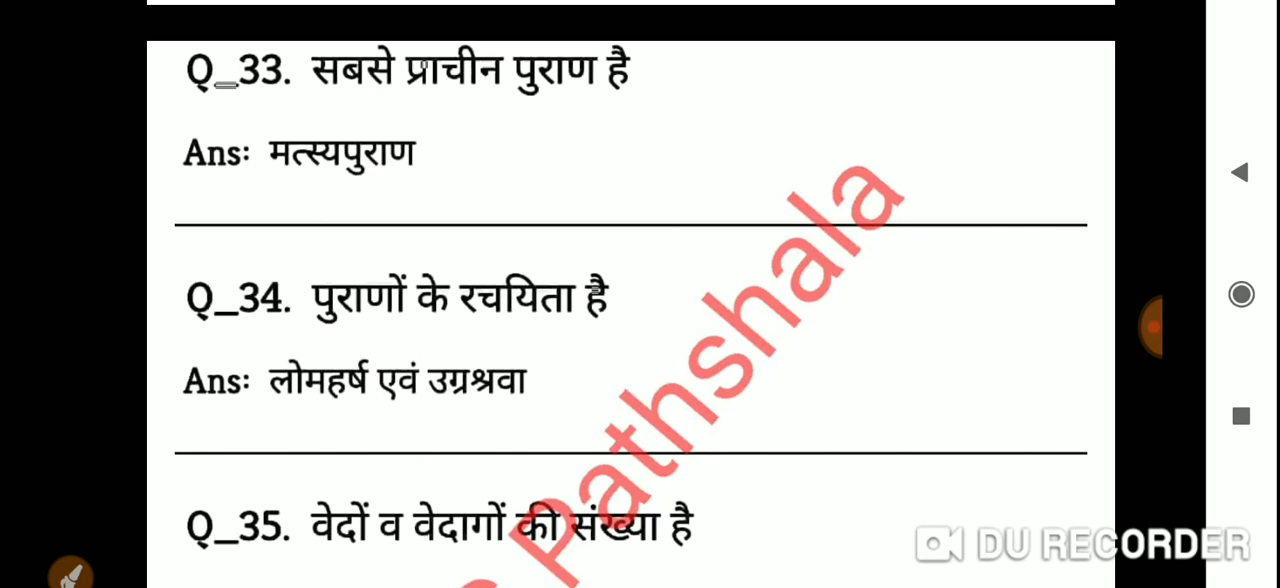 Q_33. सबसे प्राचीन पुराण है
Ans: मत्स्यपुराण
Q_34. पुराणों के रचयिता है
Ans: लोमहर्ष एवं उग्रश्रवा
Q_35. वेदों व वेदागों की संख्या है
Pathshala
DU RECORDER